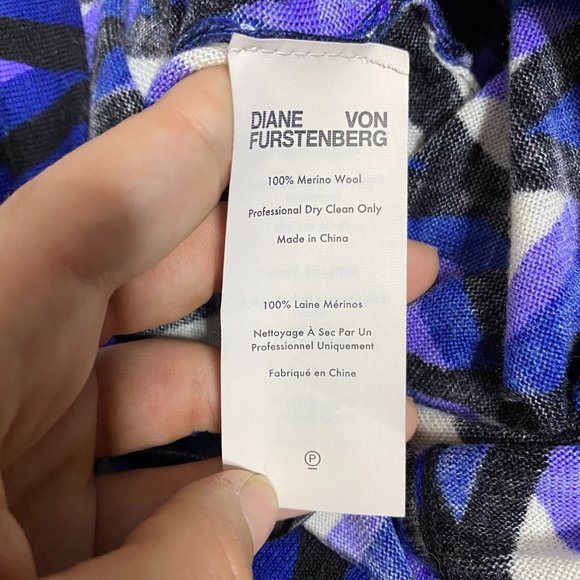 DIANE VON
FURSTENBERG
100% Merino Wool
Professional Dry Clean Only
Made in China
100% Laine Mérinos
Nettoyage À Sec Par Un
Professionnel Uniquement
Fabriqué en Chine
P